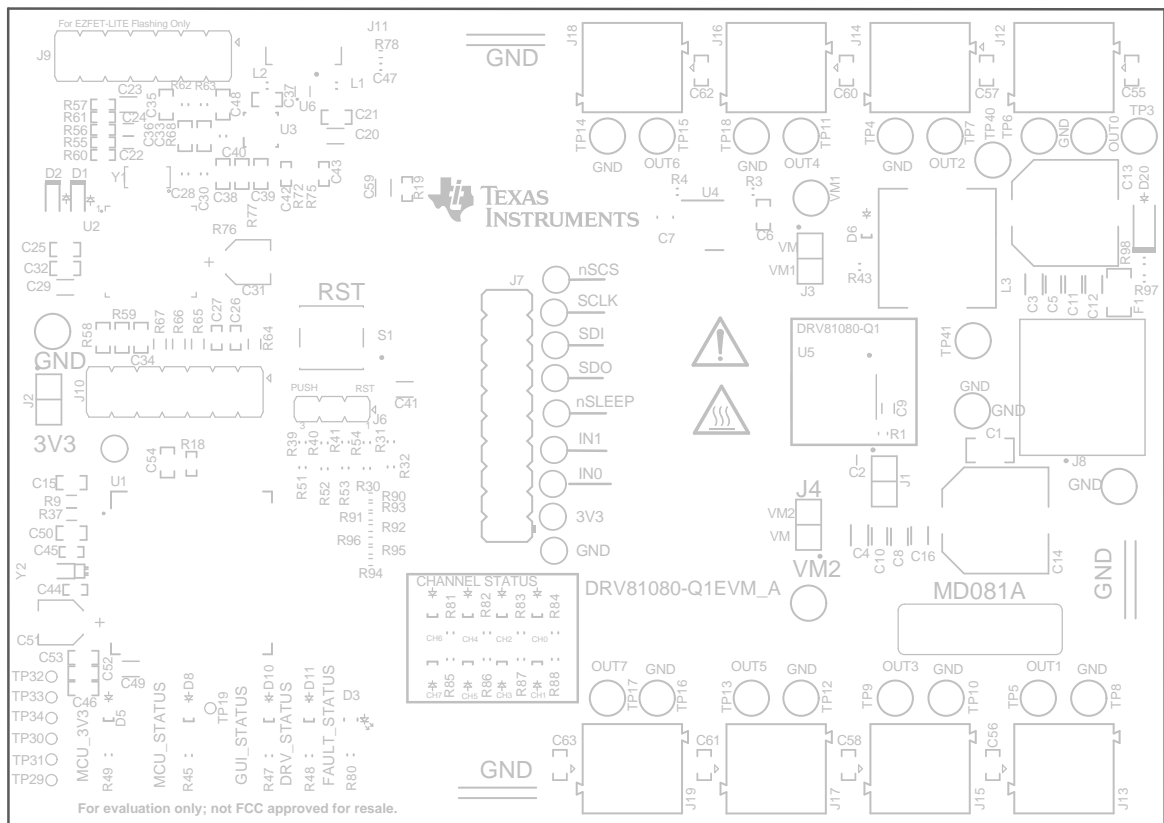 For EZFET-LITE Flashing Only
J9
J11
R78
C47
L2
L1
C37
U6
R62
R63
C35
C48
R57
C23
R61
C24
R56
R55
C22
R60
C36
C33
R68
U3
C21
C20
C40
D2
D1
Y1
C28
C30
C38
R77
C39
C42
R72
R75
C43
C59
R19
U2
R76
C25
C32
C29
C31
TEXAS
INSTRUMENTS
GND
J18
C62
J16
C60
J14
C57
J12
C55
TP14
GND
TP15
OUT6
TP18
GND
TP11
OUT4
TP4
GND
TP7
OUT2
TP40
TP6
GND
OUT0
TP3
R4
U4
R3
C7
C6
VM1
VM
VM1
J3
D6
R43
L3
C13
D20
R98
R97
C3
C5
C11
C12
F1
R58
R59
C34
R67
R66
R65
C27
C26
R64
GND
J2
3V3
J10
RST
S1
PUSH
RST
3
1
J6
C41
J7
nSCS
SCLK
SDI
SDO
nSLEEP
IN1
IN0
3V3
GND
DRV81080-Q1
U5
C9
R1
TP41
GND
GND
C1
J8
GND
C54
R18
R39
R40
R41
R54
R31
R32
R51
R52
R53
R30
R90
R93
R91
R92
R96
R95
R94
C15
R9
R37
C50
C45
Y2
C44
C51
U1
C2
J1
J4
VM2
VM
VM2
C4
C10
C8
C16
C14
GND
CHANNEL STATUS
R81
R82
R83
R84
CH6
CH4
CH2
CH0
CH7
CH5
CH3
CH1
R85
R86
R87
R88
DRV81080-Q1EVM_A
MD081A
C53
C52
C49
C46
TP32
TP33
TP34
TP30
TP31
TP29
MCU_3V3
D5
R49
MCU_STATUS
D8
R45
TP19
GUI_STATUS
D10
R47
DRV_STATUS
D11
R48
FAULT_STATUS
D3
R80
For evaluation only; not FCC approved for resale.
GND
OUT7
TP17
GND
TP16
OUT5
TP13
GND
TP12
OUT3
TP9
GND
TP10
OUT1
TP5
GND
TP8
C63
J19
C61
J17
C58
J15
C56
J13